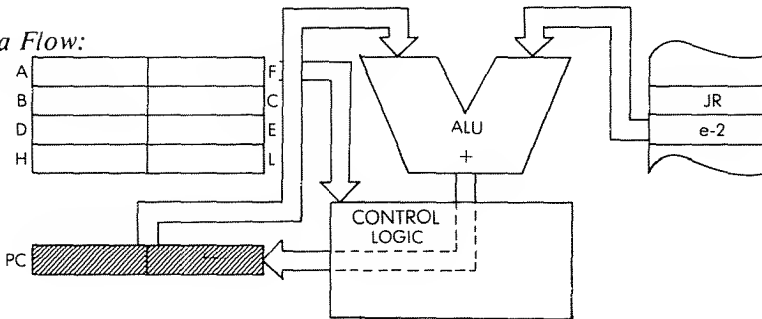 a Flow:
A F
B C
D E
H L
ALU
+
JR
e-2
CONTROL
LOGIC
PC